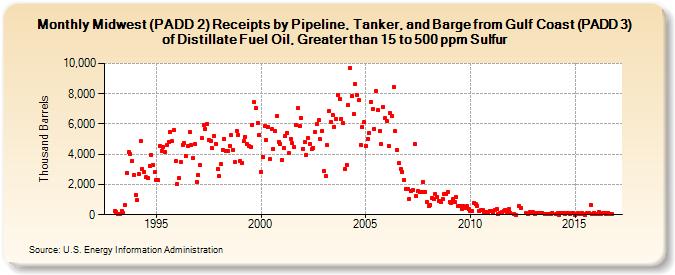 Monthly Midwest (PADD 2) Receipts by Pipeline, Tanker, and Barge from Gulf Coast (PADD 3)
of Distillate Fuel Oil, Greater than 15 to 500 ppm Sulfur
Thousand Barrels
10,000
8,000
6,000
4,000
2,000
0
1995
2000
2005
2010
2015
Source: U.S. Energy Information Administration